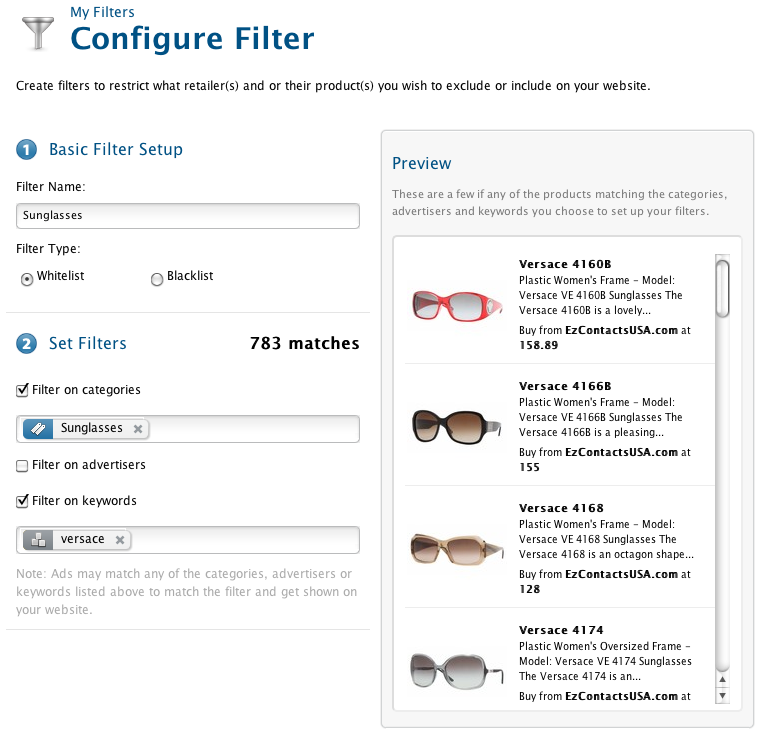 My Filters
Configure Filter
Create filters to restrict what retailer(s) and or their product(s) you wish to exclude or include on your website.
1 Basic Filter Setup
Filter Name:
Sunglasses
Filter Type:
Whitelist Blacklist
2 Set Filters 783 matches
Filter on categories
Sunglasses
Filter on advertisers
Filter on keywords
versace
Note: Ads may match any of the categories, advertisers or
keywords listed above to match the filter and get shown on
your website.
Preview
These are a few if any of the products matching the categories,
advertisers and keywords you choose to set up your filters.
Versace 4160B
Plastic Women's Frame - Model:
Versace VE 4160B Sunglasses The
Versace 4160B is a lovely...
Buy from EzContactsUSA.com at
158.89
Versace 4166B
Plastic Women's Frame - Model:
Versace VE 4166B Sunglasses The
Versace 4166B is a pleasing...
Buy from EzContactsUSA.com at
155
Versace 4168
Plastic Women's Frame - Model:
Versace VE 4168 Sunglasses The
Versace 4168 is an octagon shape...
Buy from EzContactsUSA.com at
128
Versace 4174
Plastic Women's Oversized Frame -
Model: Versace VE 4174 Sunglasses
The Versace 4174 is an...
Buy from EzContactsUSA.com at